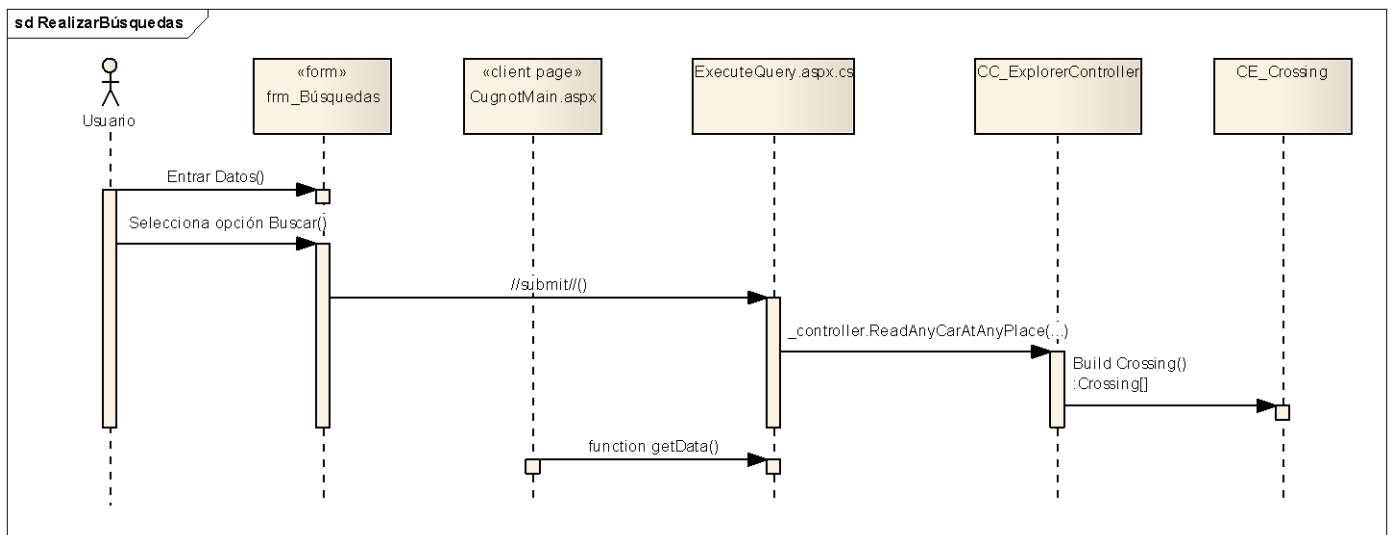 sd RealizarBúsquedas
Usuario
«form»
frm_Búsquedas
«client page»
CugnotMain.aspx
ExecuteQuery.aspx.cs
CC_ExplorerController
CE_Crossing
Entrar Datos()
Selecciona opción Buscar()
//submit//()
_controller.ReadAnyCarAtAnyPlace(...)
Build Crossing()
:Crossing[]
function getData()